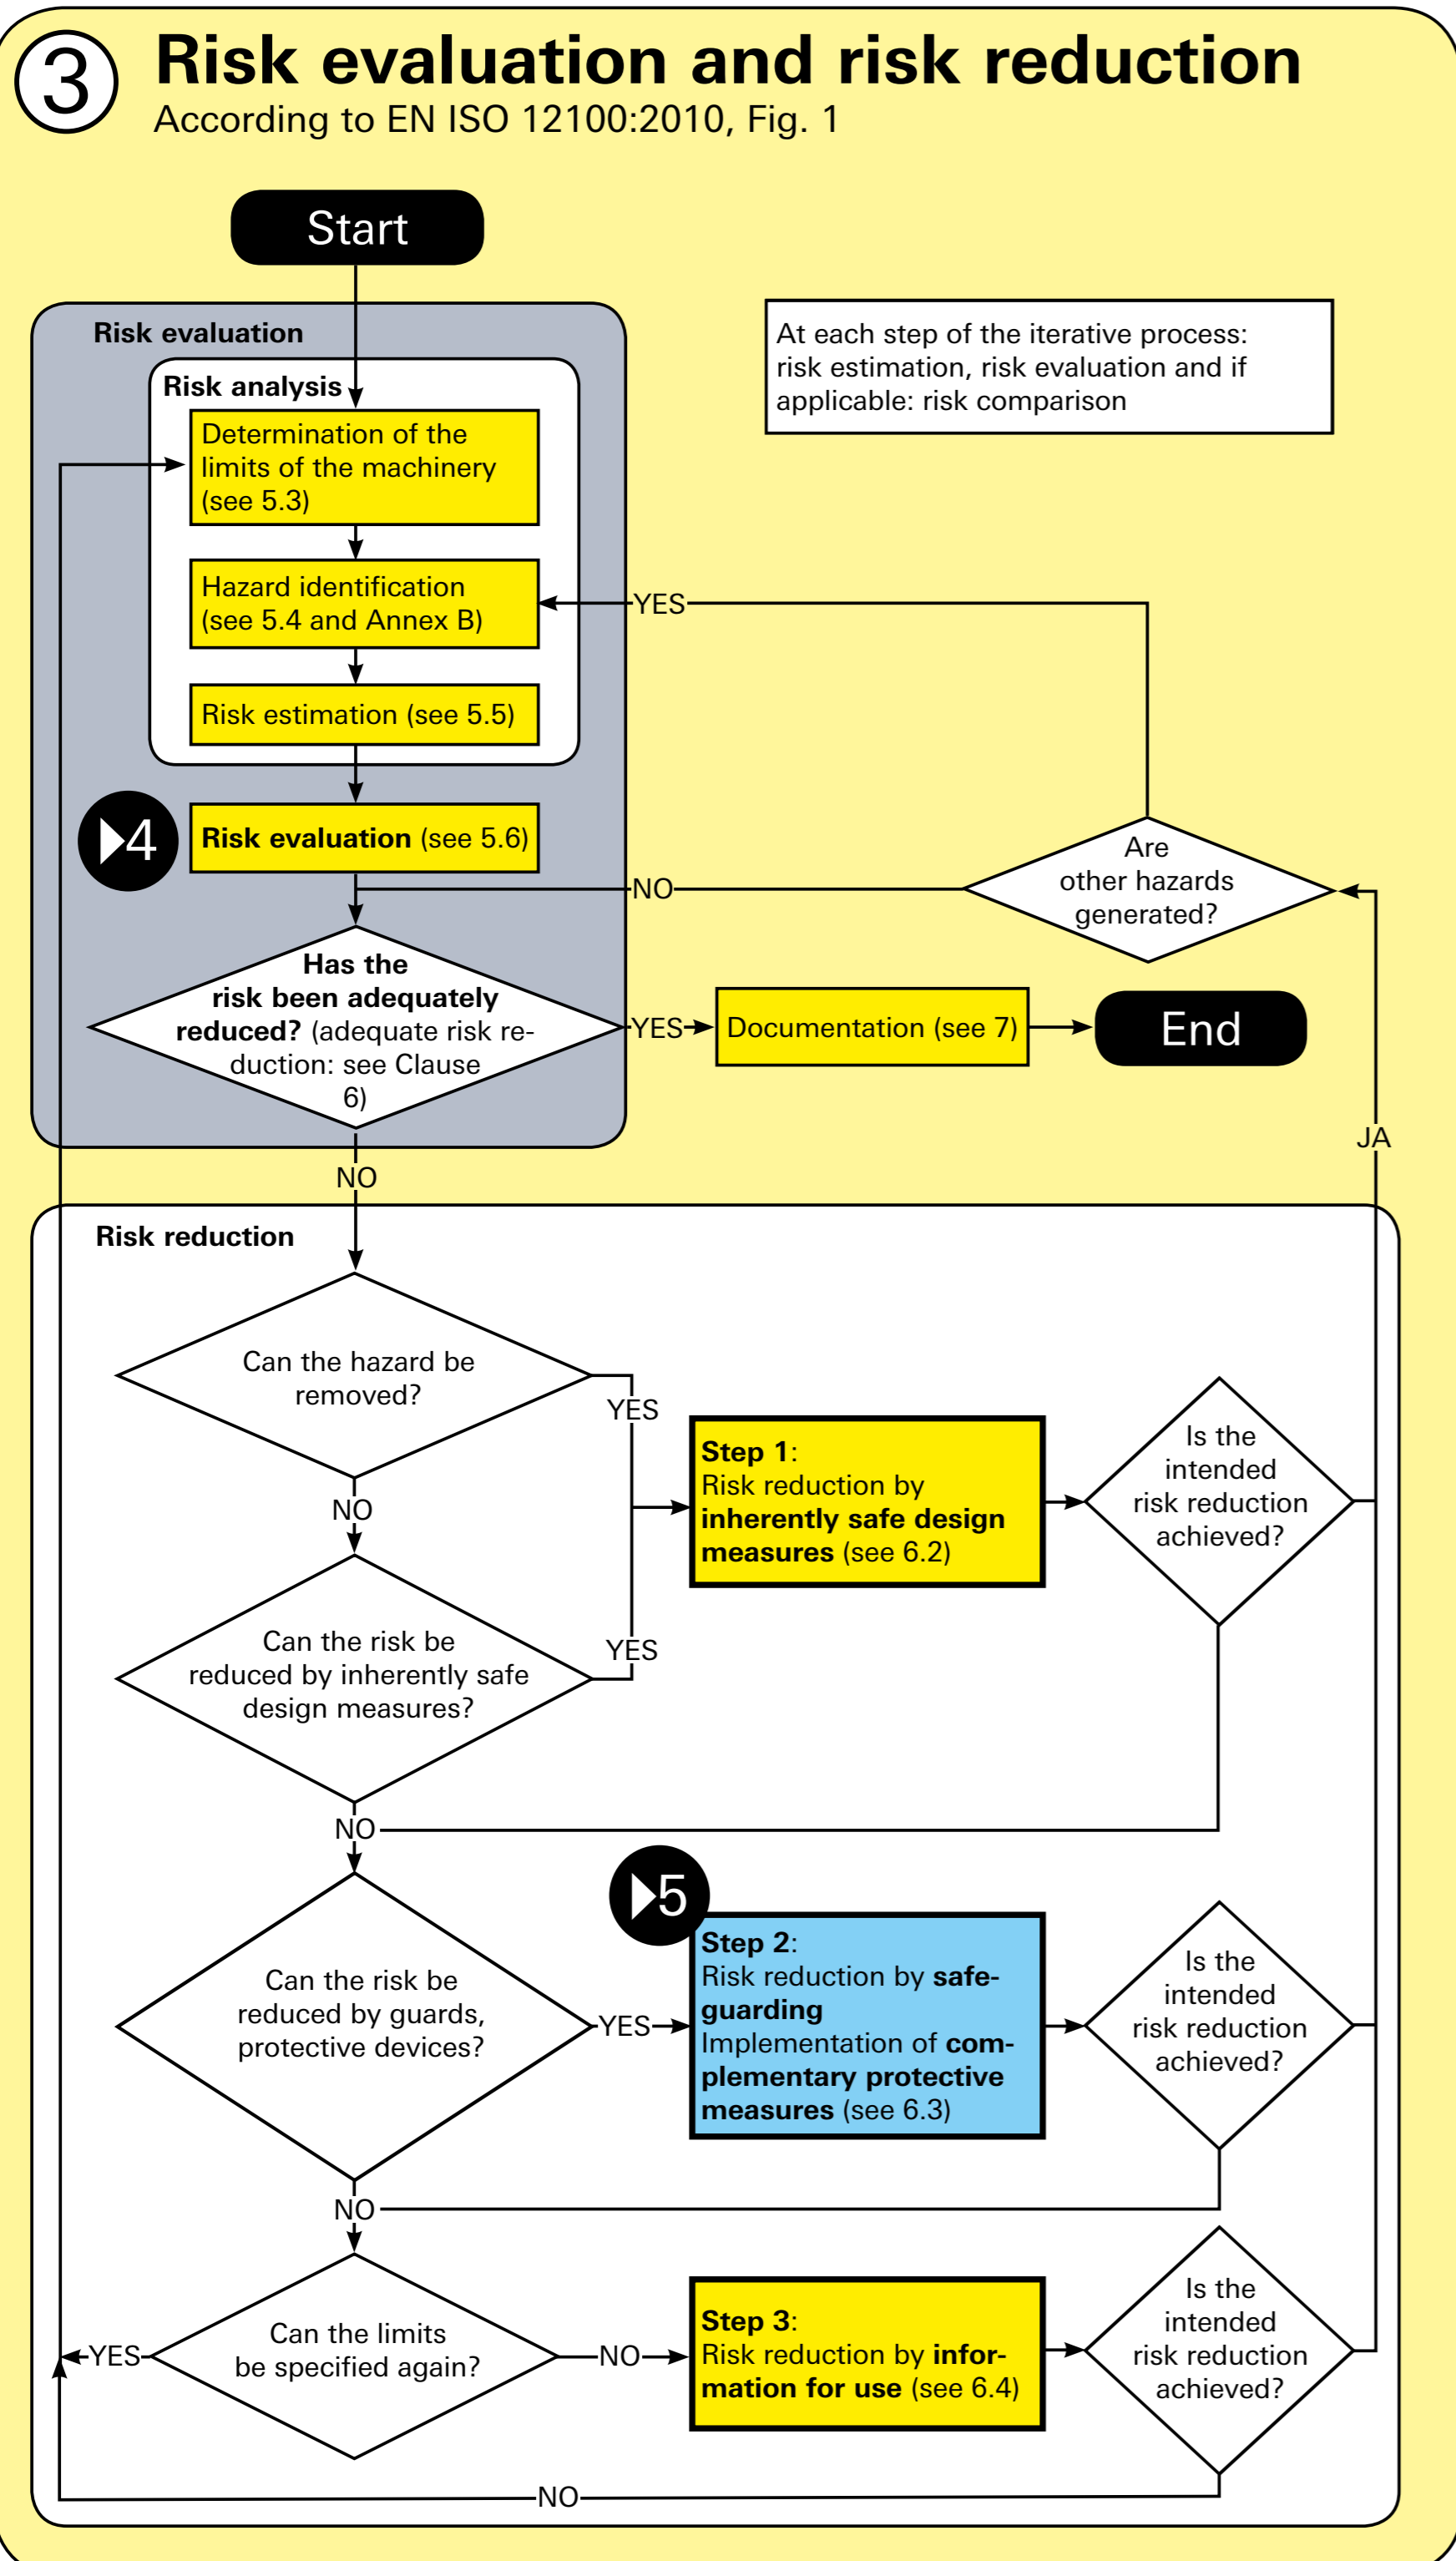 3
Risk evaluation and risk reduction
According to EN ISO 12100:2010, Fig. 1
Start
Risk evaluation
At each step of the iterative process:
risk estimation, risk evaluation and if
applicable: risk comparison
Risk analysis
Determination of the
limits of the machinery
(see 5.3)
Hazard identification
(see 5.4 and Annex B)
YES
Risk estimation (see 5.5)
4
Risk evaluation (see 5.6)
Are
other hazards
generated?
NO
Has the
risk been adequately
reduced? (adequate risk re-
duction: see Clause
6)
YES
Documentation (see 7)
End
JA
NO
Risk reduction
Can the hazard be
removed?
YES
Step 1:
Risk reduction by
inherently safe design
measures (see 6.2)
Is the
intended
risk reduction
achieved?
NO
Can the risk be
reduced by inherently safe
design measures?
YES
NO
5
Can the risk be
reduced by guards,
protective devices?
YES
Step 2:
Risk reduction by safe-
guarding
Implementation of com-
plementary protective
measures (see 6.3)
Is the
intended
risk reduction
achieved?
NO
Can the limits
be specified again?
YES
NO
Step 3:
Risk reduction by infor-
mation for use (see 6.4)
Is the
intended
risk reduction
achieved?
NO